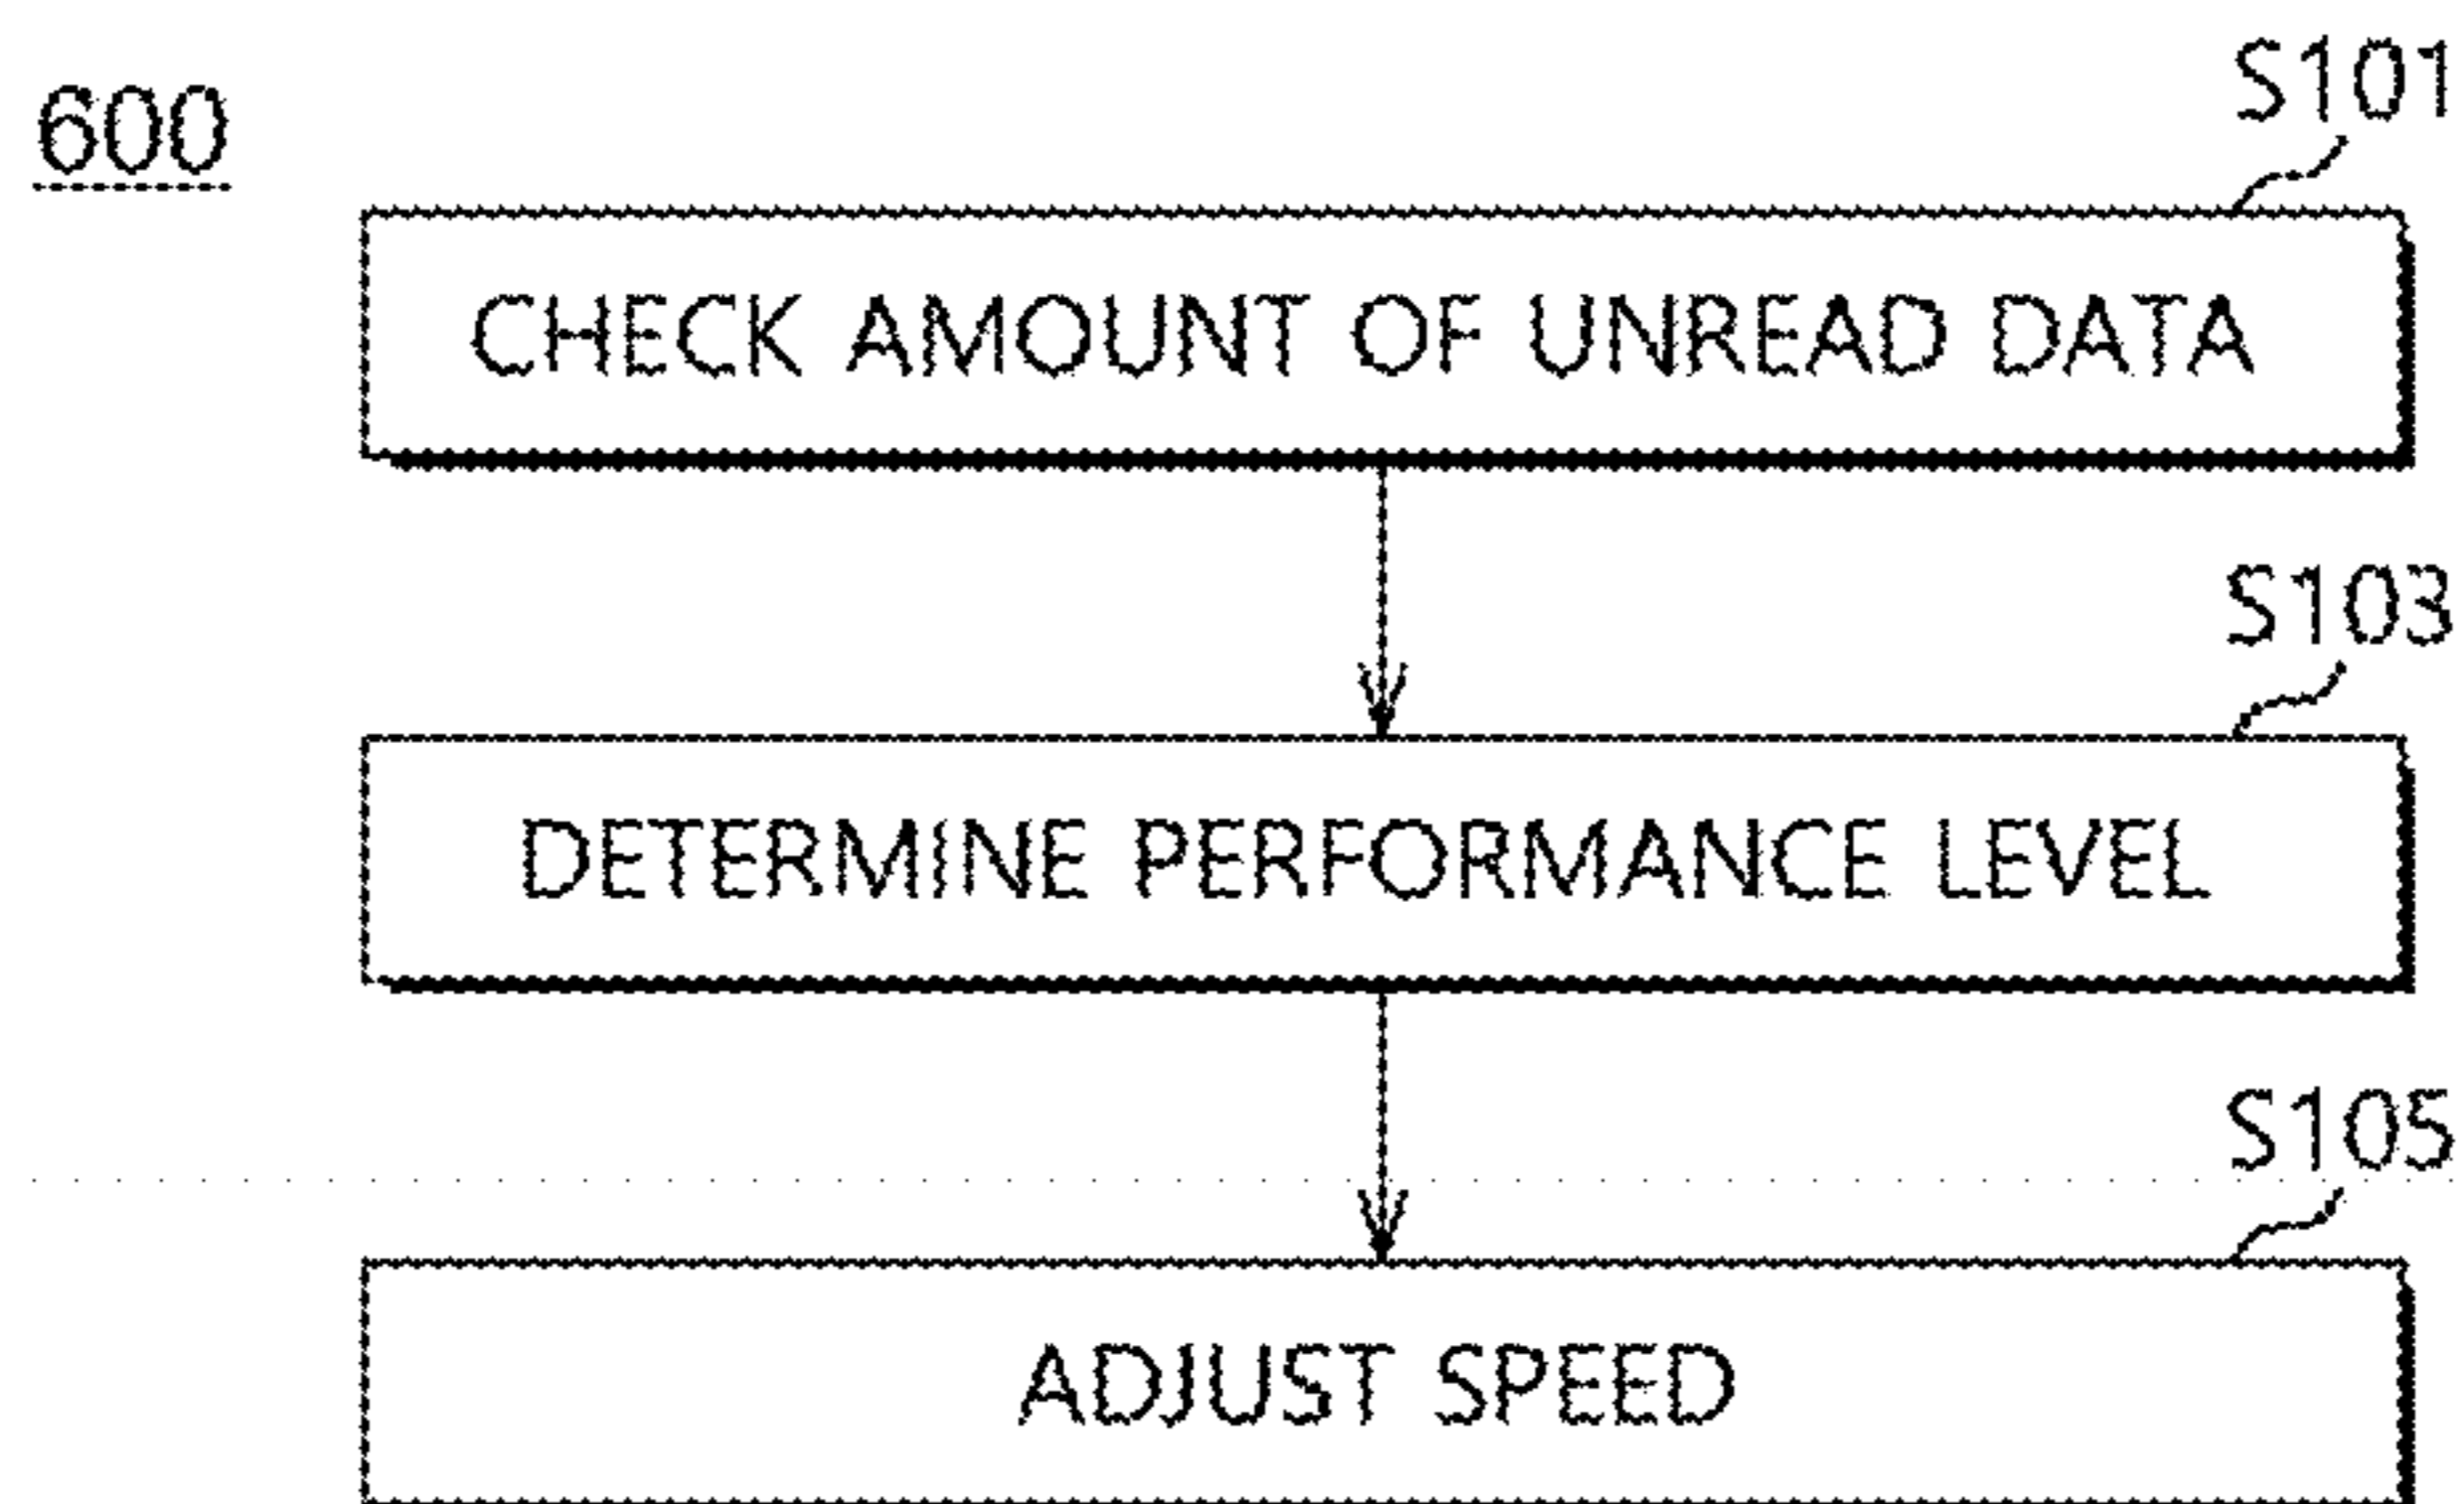 600
S101
CHECK AMOUNT OF UNREAD DATA
S103
DETERMINE PERFORMANCE LEVEL
S105
ADJUST SPEED